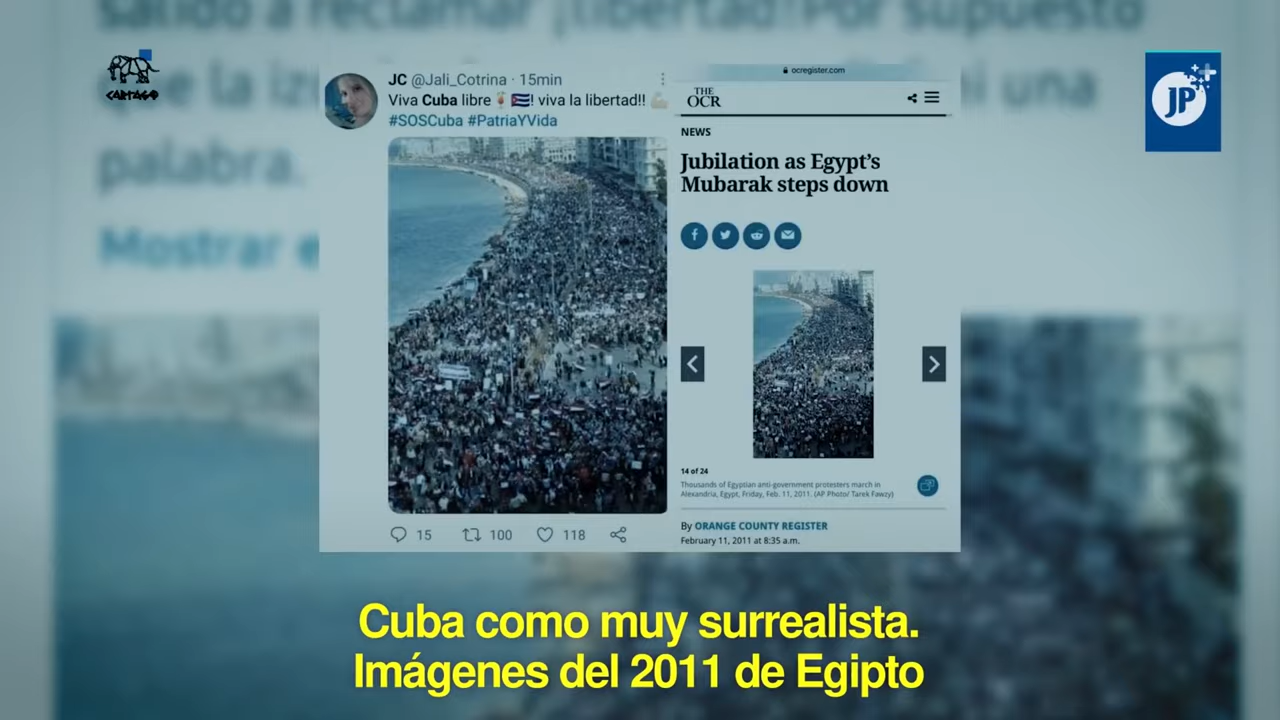 salido a reclamar ¡libertad!Por supuesto
que la iz
ni una
palabra.
Mostrar e
CARTAGO
JP
JC @Jali_Cotrina · 15min
Viva Cuba libre 🇨🇺! viva la libertad!!
#SOSCuba #PatriaYVida
15 100 118
ocregister.com
THE
OCR
NEWS
Jubilation as Egypt's
Mubarak steps down
14 of 24
Thousands of Egyptian anti-government protesters march in
Alexandria, Egypt, Friday, Feb. 11, 2011. (AP Photo/ Tarek Fawzy)
By ORANGE COUNTY REGISTER
February 11, 2011 at 8:35 a.m.
Cuba como muy surrealista.
Imágenes del 2011 de Egipto